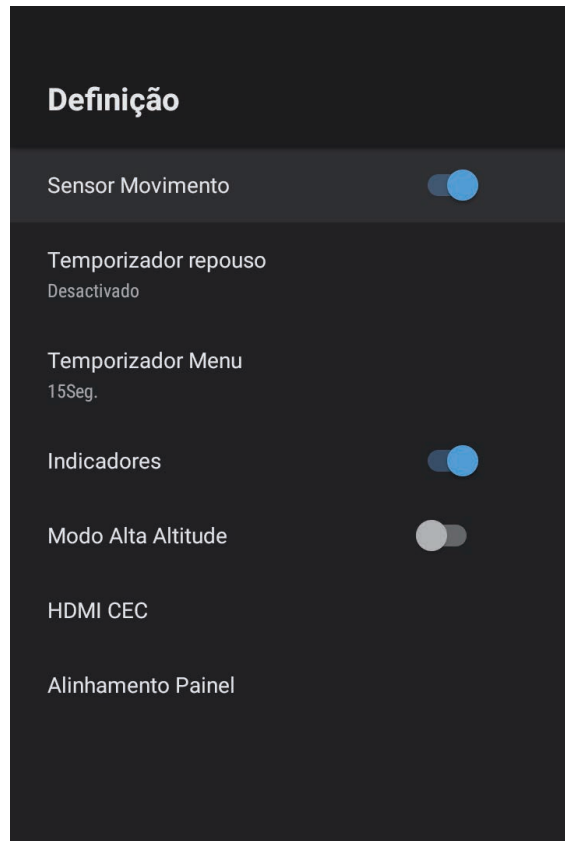 Definição
Sensor Movimento
Temporizador repouso
Desactivado
Temporizador Menu
15Seg.
Indicadores
Modo Alta Altitude
HDMI CEC
Alinhamento Painel